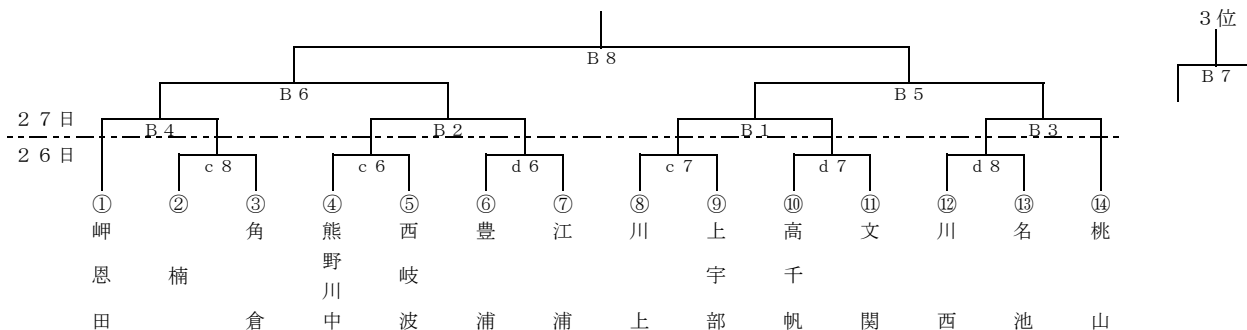 3位
B8
B7
B6 B5
27日
B4 B2 B1 B3
26日
c8 c6 d6 c7 d7 d8
① ② ③ ④ ⑤ ⑥ ⑦ ⑧ ⑨ ⑩ ⑪ ⑫ ⑬ ⑭
岬恩田
楠
角倉
熊野川中
西岐波
豊浦
江浦
川上
上宇部
高千帆
文関
川西
名池
桃山